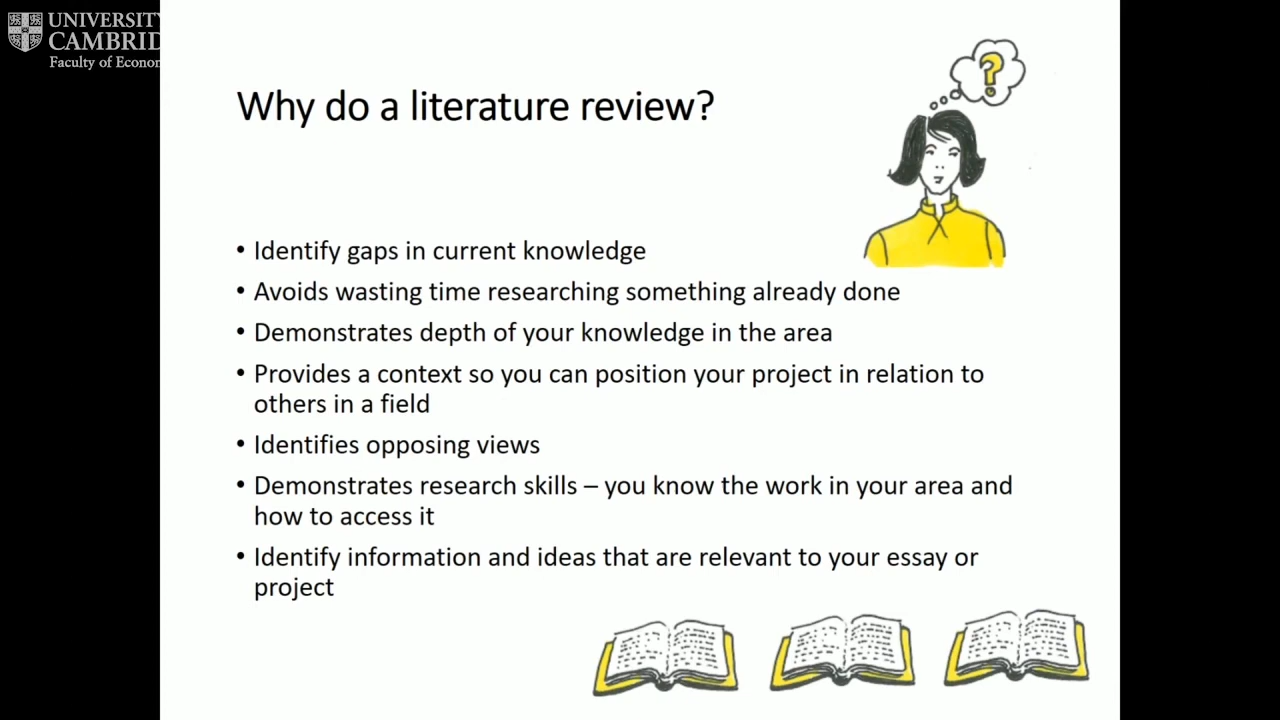 UNIVERSITY
CAMBRID
Faculty of Econom
?
Why do a literature review?
• Identify gaps in current knowledge
• Avoids wasting time researching something already done
• Demonstrates depth of your knowledge in the area
• Provides a context so you can position your project in relation to
others in a field
• Identifies opposing views
• Demonstrates research skills – you know the work in your area and
how to access it
• Identify information and ideas that are relevant to your essay or
project